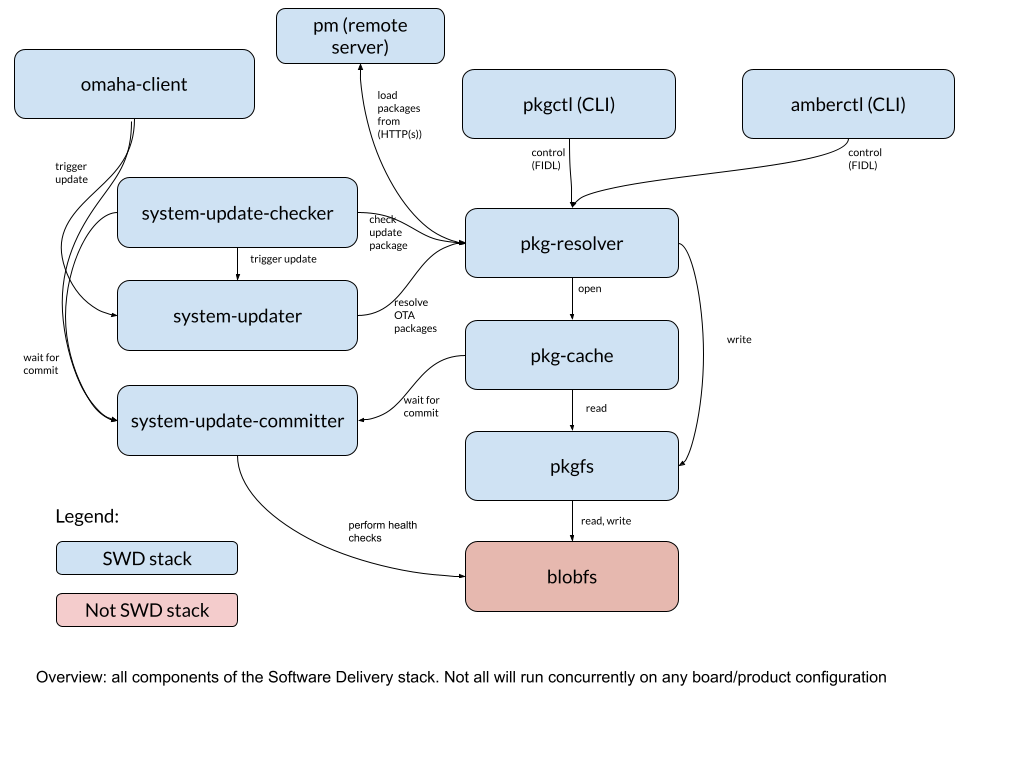 pm (remote
server)
omaha-client
pkgctl (CLI)
amberctl (CLI)
load
packages
from
(HTTP(s))
trigger
update
control
(FIDL)
control
(FIDL)
system-update-checker
check
update
package
pkg-resolver
trigger update
system-updater
resolve
OTA
packages
open
write
wait for
commit
pkg-cache
system-update-committer
wait for
commit
read
pkgfs
Legend:
perform health
checks
read, write
SWD stack
blobfs
Not SWD stack
Overview: all components of the Software Delivery stack. Not all will run concurrently on any board/product configuration